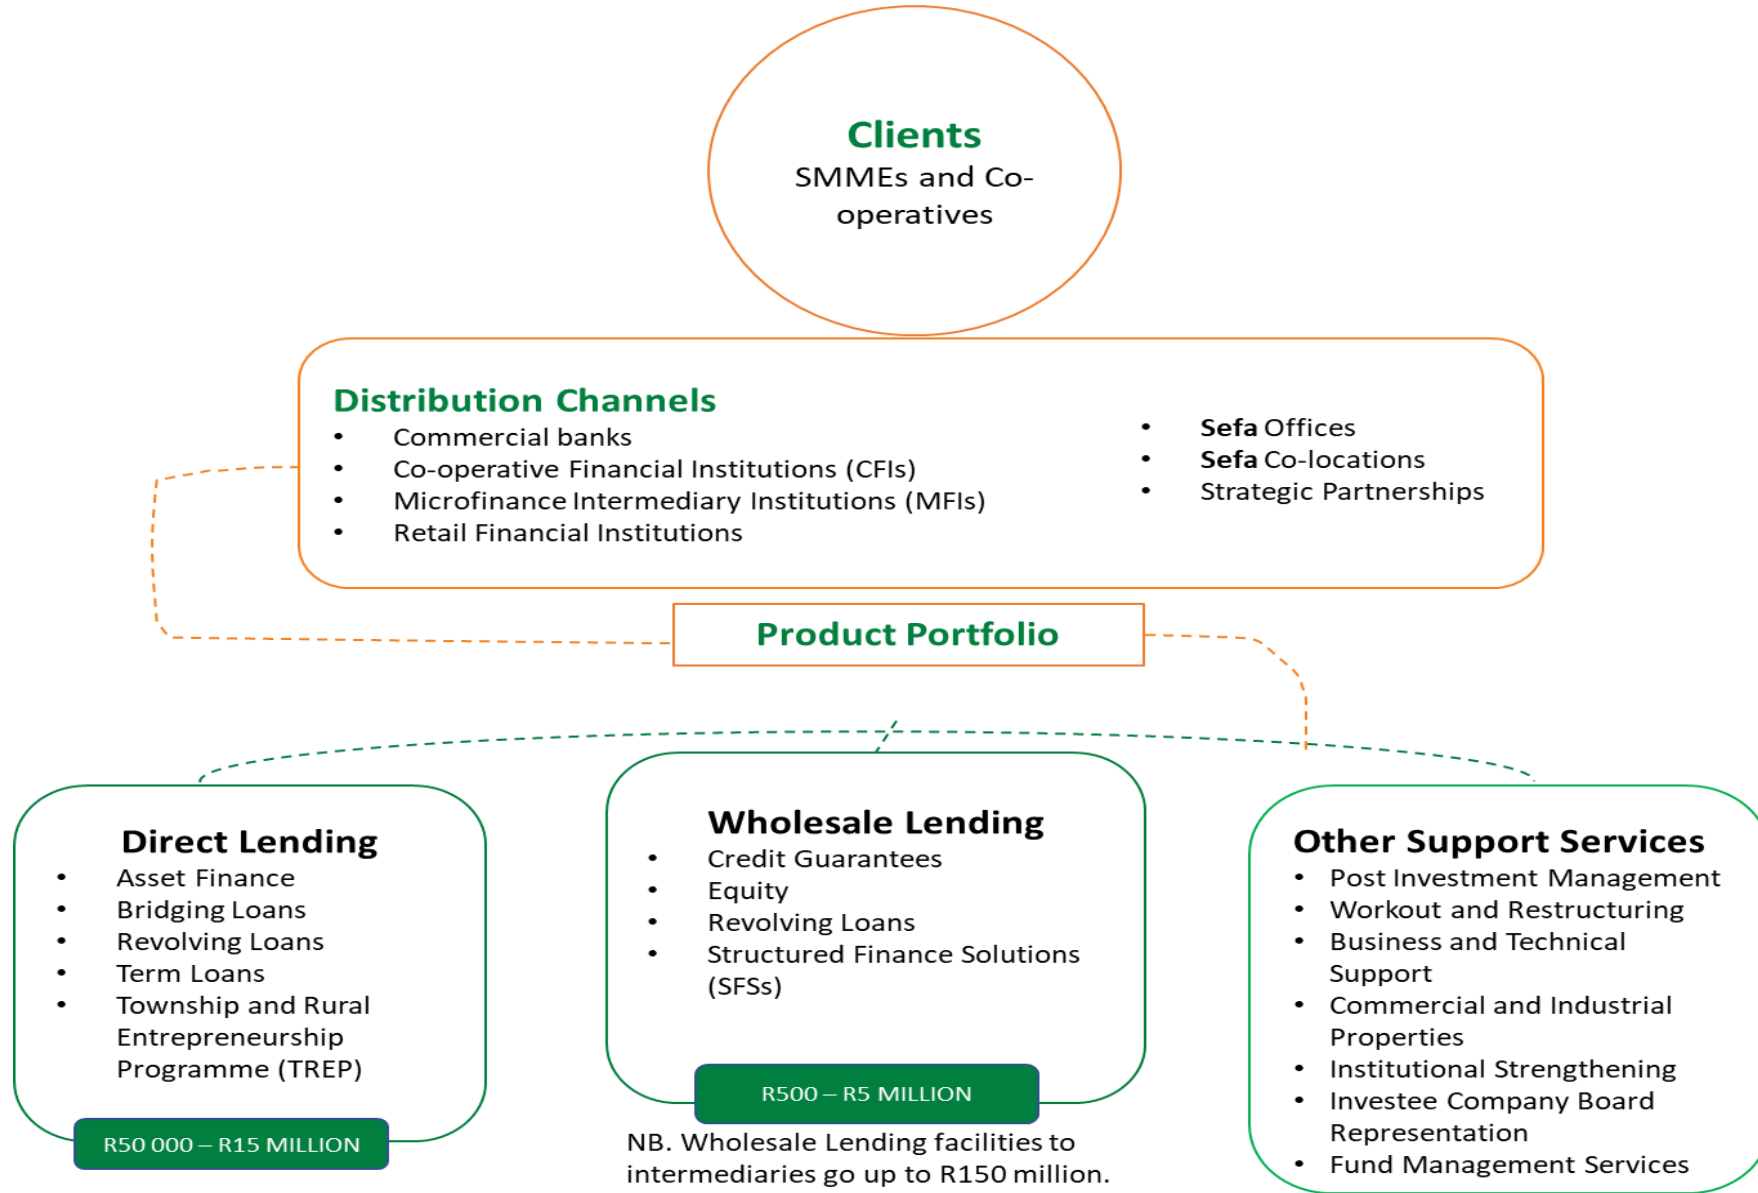 Clients
SMMEs and Co-
operatives
Distribution Channels
• Commercial banks
• Co-operative Financial Institutions (CFIs)
• Microfinance Intermediary Institutions (MFIs)
• Retail Financial Institutions
• Sefa Offices
• Sefa Co-locations
• Strategic Partnerships
Product Portfolio
Direct Lending
• Asset Finance
• Bridging Loans
• Revolving Loans
• Term Loans
• Township and Rural
Entrepreneurship
Programme (TREP)
R50 000 – R15 MILLION
Wholesale Lending
• Credit Guarantees
• Equity
• Revolving Loans
• Structured Finance Solutions
(SFSs)
R500 – R5 MILLION
NB. Wholesale Lending facilities to
intermediaries go up to R150 million.
Other Support Services
• Post Investment Management
• Workout and Restructuring
• Business and Technical
Support
• Commercial and Industrial
Properties
• Institutional Strengthening
• Investee Company Board
Representation
• Fund Management Services